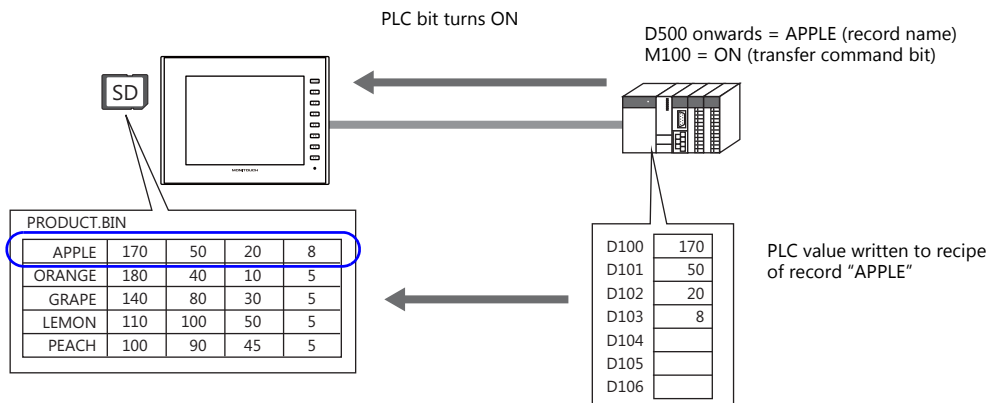 PLC bit turns ON
D500 onwards = APPLE (record name)
M100 = ON (transfer command bit)
SD
MONITOUCH
PRODUCT.BIN
APPLE 170 50 20 8
ORANGE 180 40 10 5
GRAPE 140 80 30 5
LEMON 110 100 50 5
PEACH 100 90 45 5
D100 170
D101 50
D102 20
D103 8
D104
D105
D106
PLC value written to recipe
of record “APPLE”